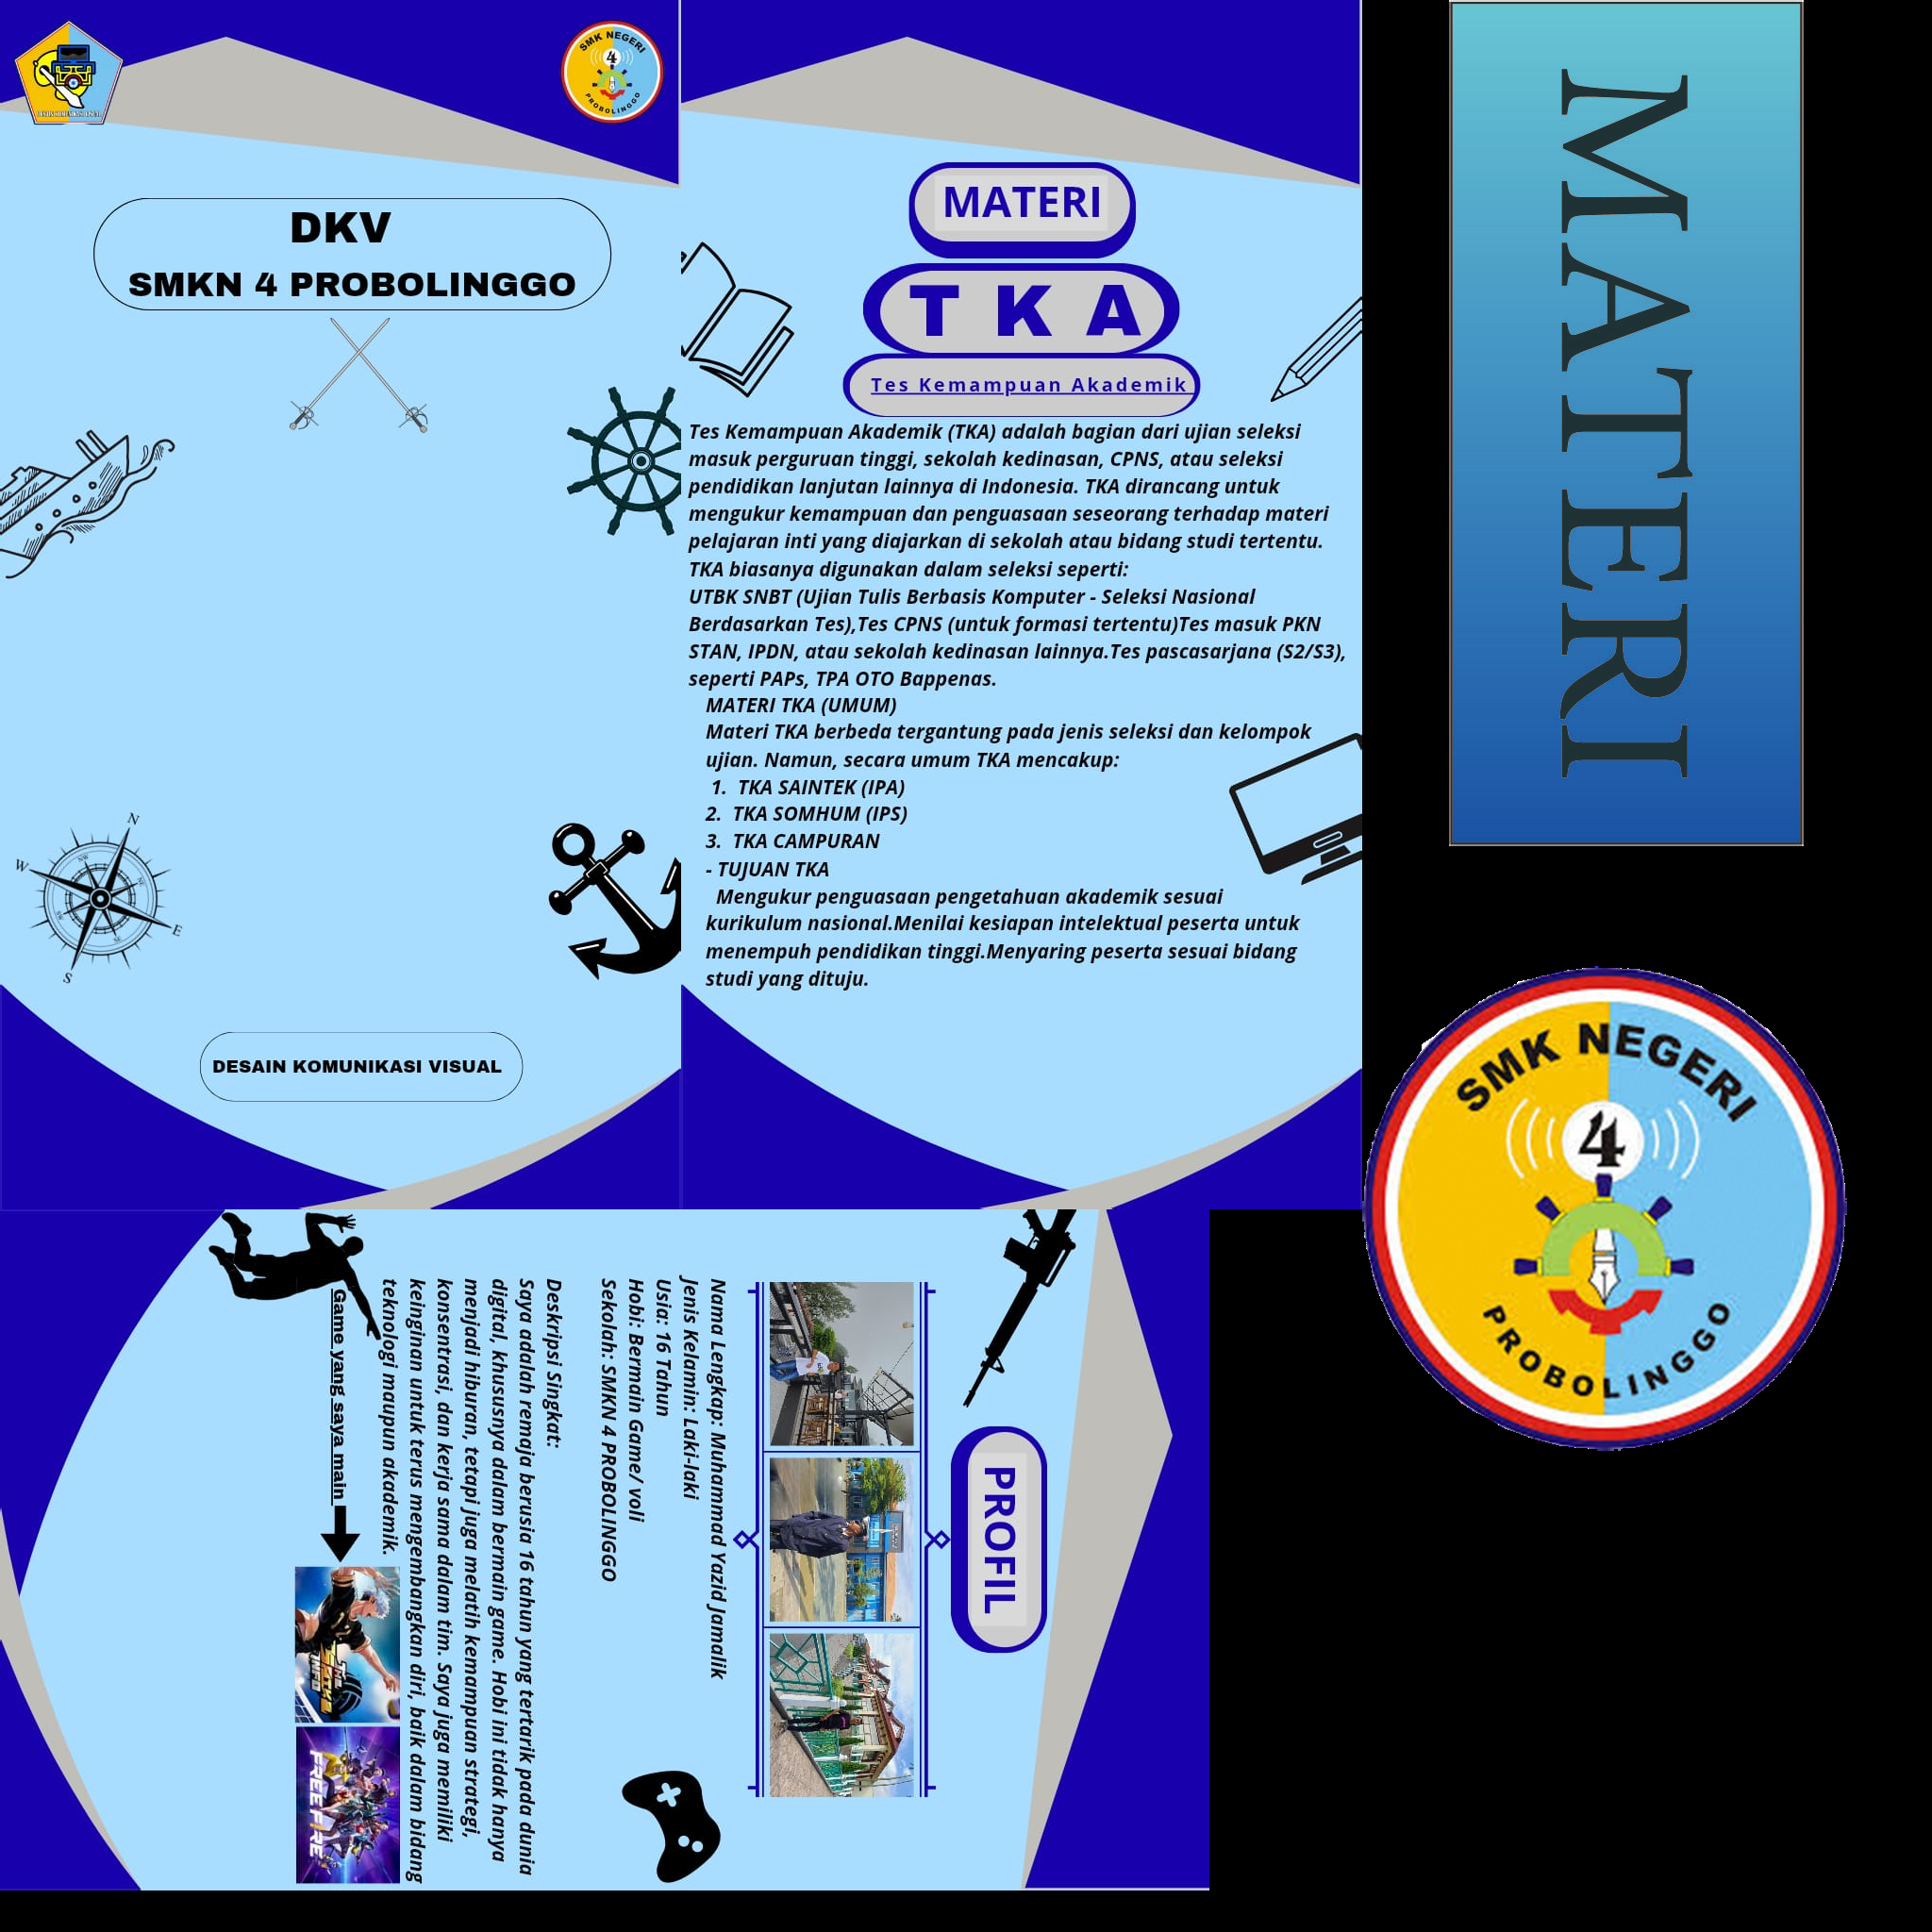 SMK NEGERI
4
PROBOLINGGO
DKV
SMKN 4 PROBOLINGGO
N
NW
NE
W
E
SW
SE
S
DESAIN KOMUNIKASI VISUAL
MATERI
T K A
Tes Kemampuan Akademik
Tes Kemampuan Akademik (TKA) adalah bagian dari ujian seleksi
masuk perguruan tinggi, sekolah kedinasan, CPNS, atau seleksi
pendidikan lanjutan lainnya di Indonesia. TKA dirancang untuk
mengukur kemampuan dan penguasaan seseorang terhadap materi
pelajaran inti yang diajarkan di sekolah atau bidang studi tertentu.
TKA biasanya digunakan dalam seleksi seperti:
UTBK SNBT (Ujian Tulis Berbasis Komputer - Seleksi Nasional
Berdasarkan Tes),Tes CPNS (untuk formasi tertentu)Tes masuk PKN
STAN, IPDN, atau sekolah kedinasan lainnya.Tes pascasarjana (S2/S3),
seperti PAPs, TPA OTO Bappenas.
MATERI TKA (UMUM)
Materi TKA berbeda tergantung pada jenis seleksi dan kelompok
ujian. Namun, secara umum TKA mencakup:
1. TKA SAINTEK (IPA)
2. TKA SOMHUM (IPS)
3. TKA CAMPURAN
- TUJUAN TKA
Mengukur penguasaan pengetahuan akademik sesuai
kurikulum nasional.Menilai kesiapan intelektual peserta untuk
menempuh pendidikan tinggi.Menyaring peserta sesuai bidang
studi yang dituju.
MATERI
SMK NEGERI
4
PROBOLINGGO
PROFIL
Nama Lengkap: Muhammad Yazid Jamalik
Jenis Kelamin: Laki-laki
Usia: 16 Tahun
Hobi: Bermain Game/ voli
Sekolah: SMKN 4 PROBOLINGGO
Deskripsi Singkat:
Saya adalah remaja berusia 16 tahun yang tertarik pada dunia
digital, khususnya dalam bermain game. Hobi ini tidak hanya
menjadi hiburan, tetapi juga melatih kemampuan strategi,
konsentrasi, dan kerja sama dalam tim. Saya juga memiliki
keinginan untuk terus mengembangkan diri, baik dalam bidang
teknologi maupun akademik.
Game yang saya main
THE
SPIKE
FREE FIRE